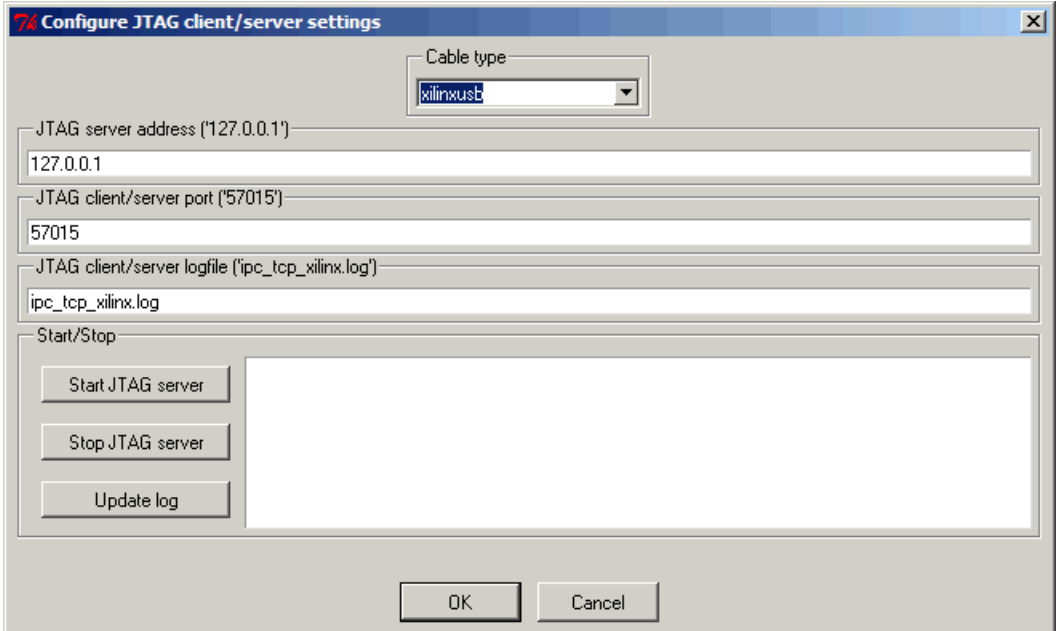 Configure JTAG client/server settings
Cable type
xilinxusb
JTAG server address ('127.0.0.1')
127.0.0.1
JTAG client/server port ('57015')
57015
JTAG client/server logfile ('ipc_tcp_xilinx.log')
ipc_tcp_xilinx.log
Start/Stop
Start JTAG server
Stop JTAG server
Update log
OK Cancel